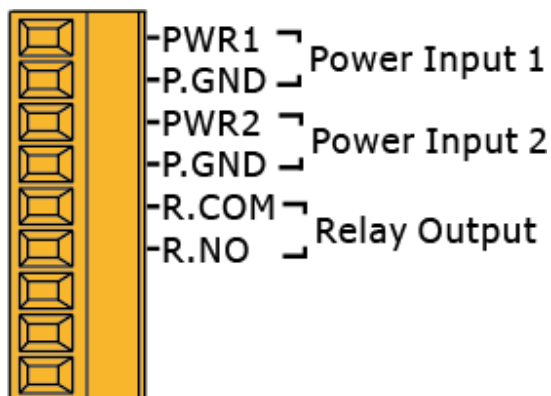 PWR1
P.GND
Power Input 1
PWR2
P.GND
Power Input 2
R.COM
R.NO
Relay Output